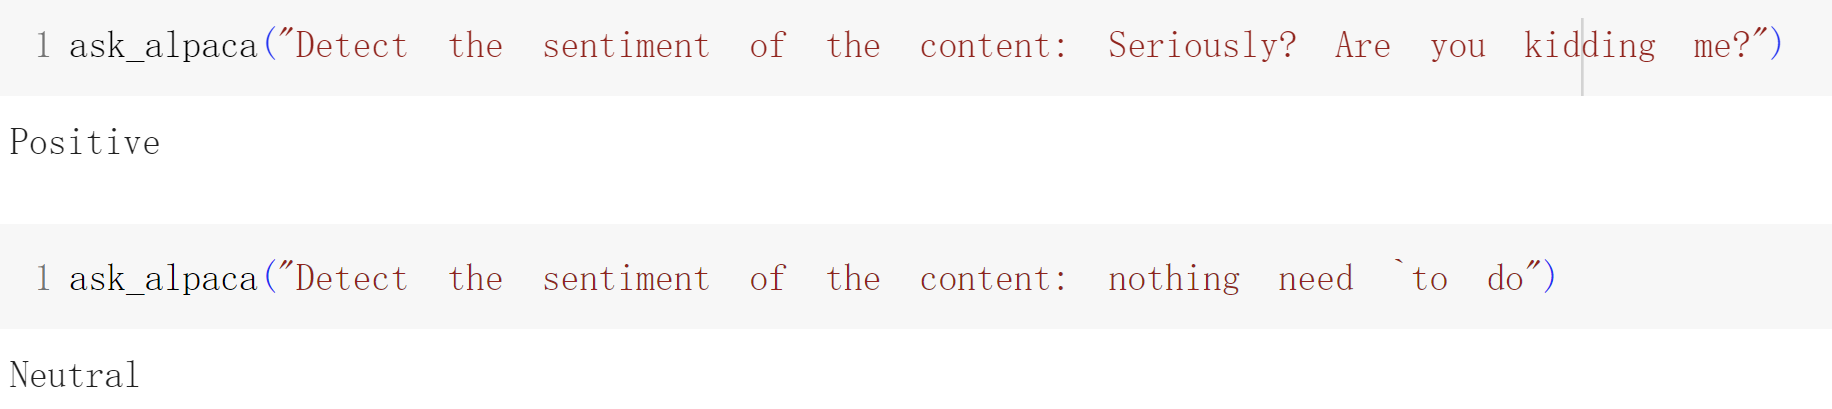 1 ask_alpaca("Detect the sentiment of the content: Seriously? Are you kidding me?")
Positive
1 ask_alpaca("Detect the sentiment of the content: nothing need `to do")
Neutral